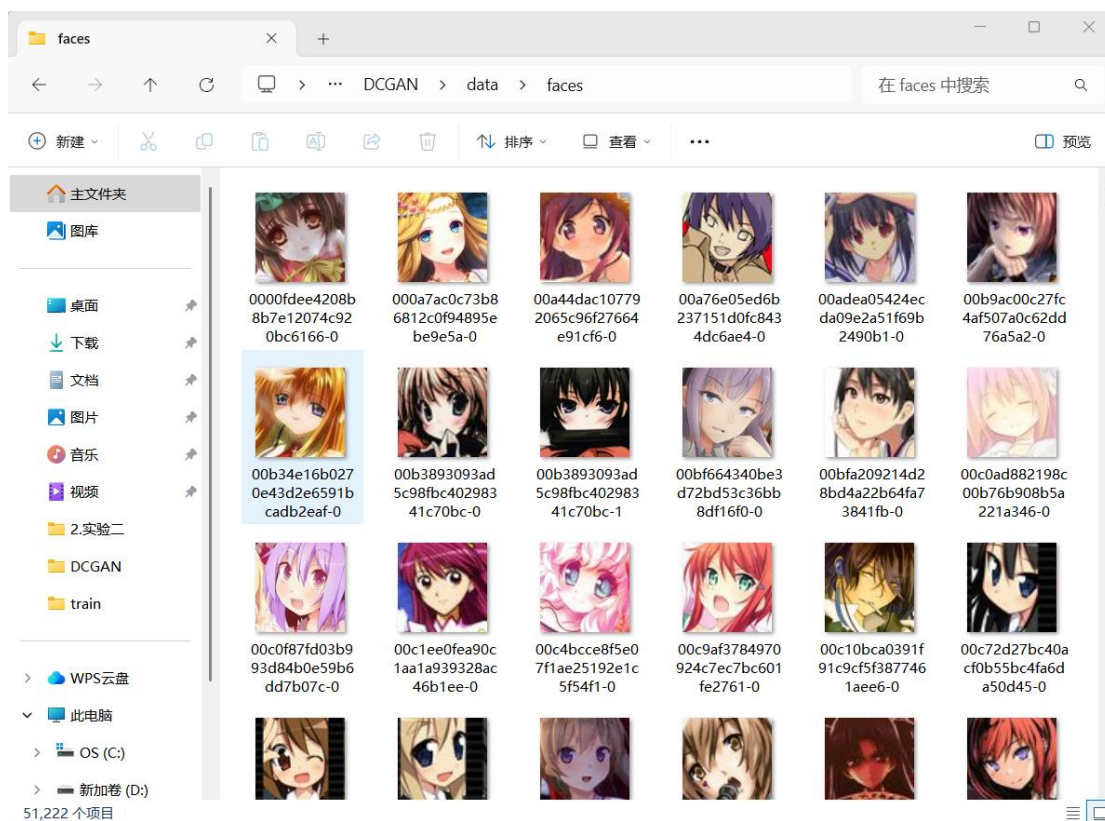 faces
… DCGAN > data > faces
在 faces 中搜索
新建
排序
查看
预览
主文件夹
图库
桌面
下载
文档
图片
音乐
视频
2.实验二
DCGAN
train
WPS云盘
此电脑
OS (C:)
新加卷 (D:)
0000fdee4208b
8b7e12074c92
0bc6166-0
000a7ac0c73b8
6812c0f94895e
be9e5a-0
00a44dac10779
2065c96f27664
e91cf6-0
00a76e05ed6b
237151d0fc843
4dc6ae4-0
00adea05424ec
da09e2a51f69b
2490b1-0
00b9ac00c27fc
4af507a0c62dd
76a5a2-0
00b34e16b027
0e43d2e6591b
cadb2eaf-0
00b3893093ad
5c98fbc402983
41c70bc-0
00b3893093ad
5c98fbc402983
41c70bc-1
00bf664340be3
d72bd53c36bb
8df16f0-0
00bfa209214d2
8bd4a22b64fa7
3841fb-0
00c0ad882198c
00b76b908b5a
221a346-0
00c0f87fd03b9
93d84b0e59b6
dd7b07c-0
00c1ee0fea90c
1aa1a939328ac
46b1ee-0
00c4bcce8f5e0
7f1ae25192e1c
5f54f1-0
00c9af3784970
924c7ec7bc601
fe2761-0
00c10bca0391f
91c9cf5f387746
1aee6-0
00c72d27bc40a
cf0b55bc4fa6d
a50d45-0
51,222 个项目